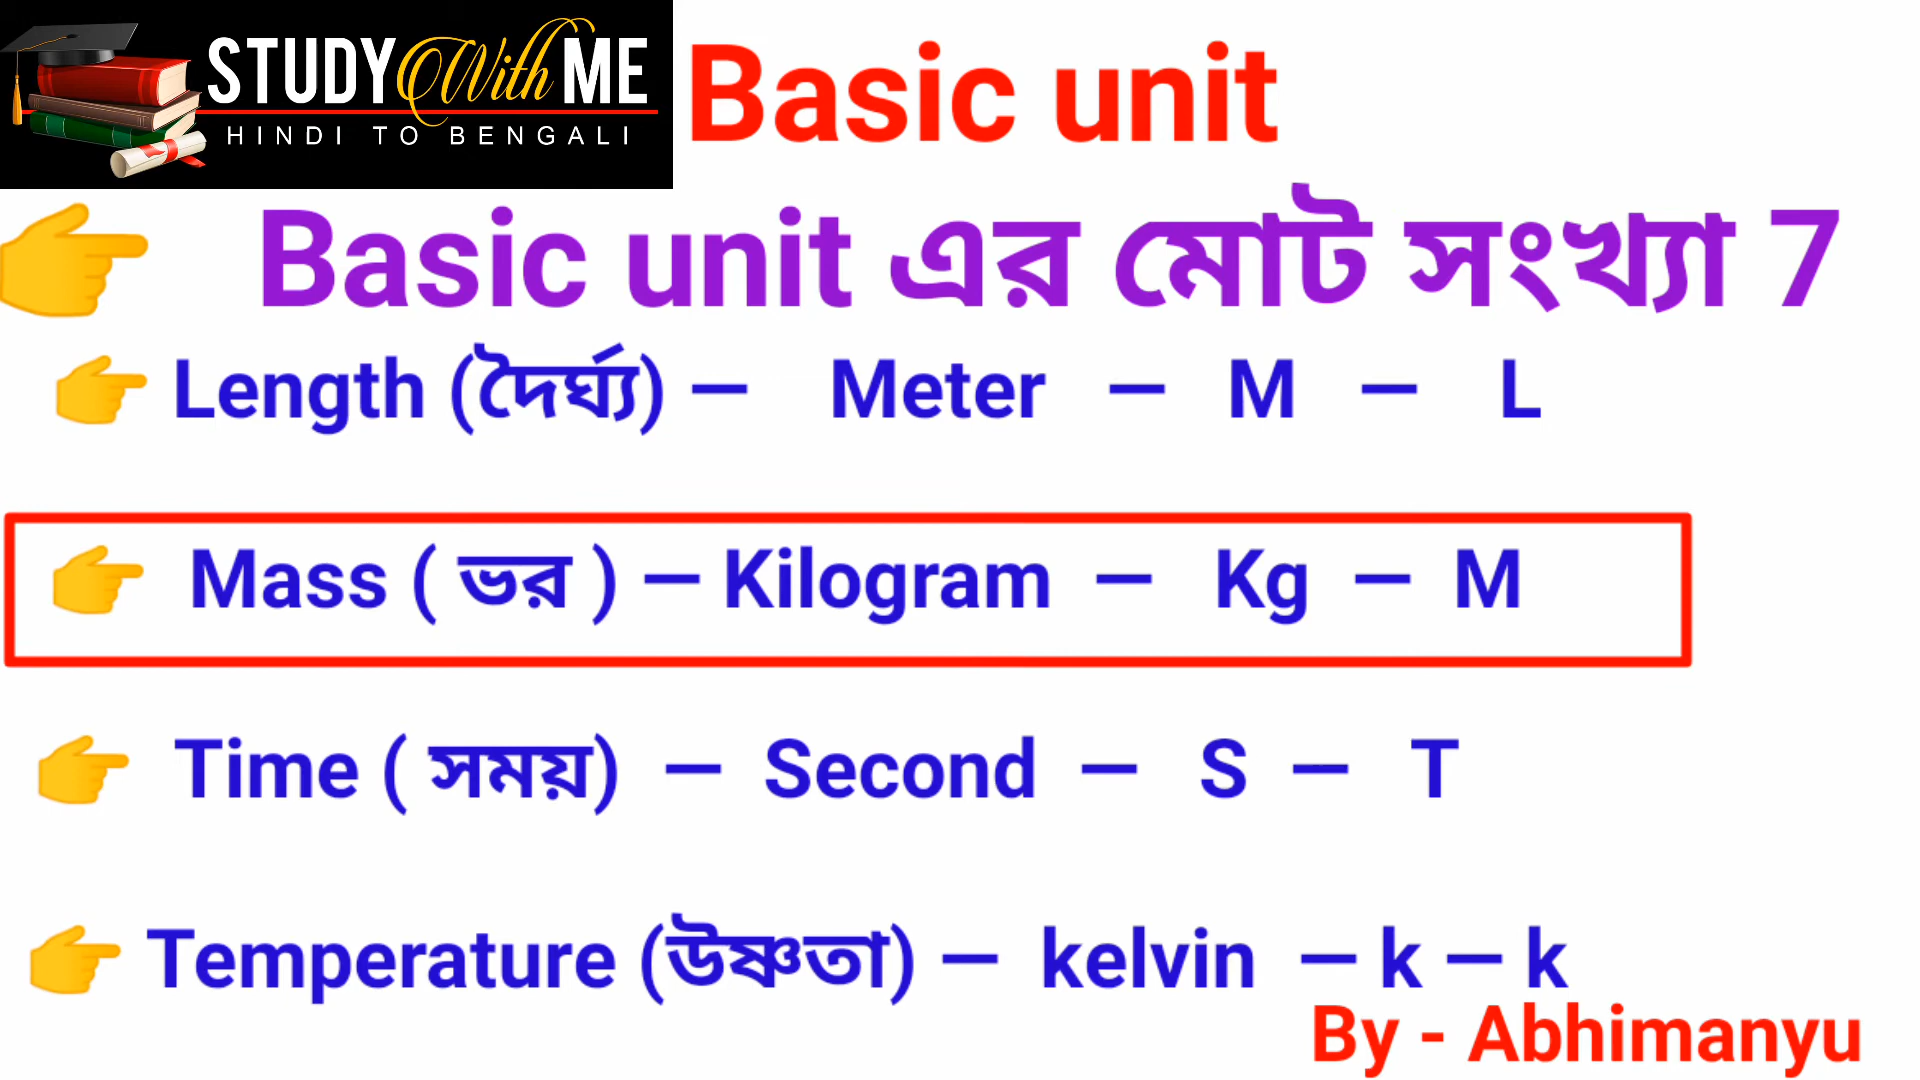 STUDY With ME
HINDI TO BENGALI
Basic unit
👉 Basic unit এর মোট সংখ্যা 7
👉 Length (দৈর্ঘ্য) — Meter — M — L
👉 Mass ( ভর ) — Kilogram — Kg — M
👉 Time ( সময়) — Second — S — T
👉 Temperature (উষ্ণতা) — kelvin — k — k
By - Abhimanyu